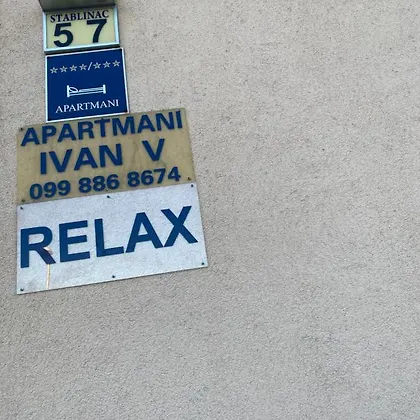 STABLINAC
57
****/***
APARTMANI
APARTMANI
IVAN V
099 886 8674
RELAX